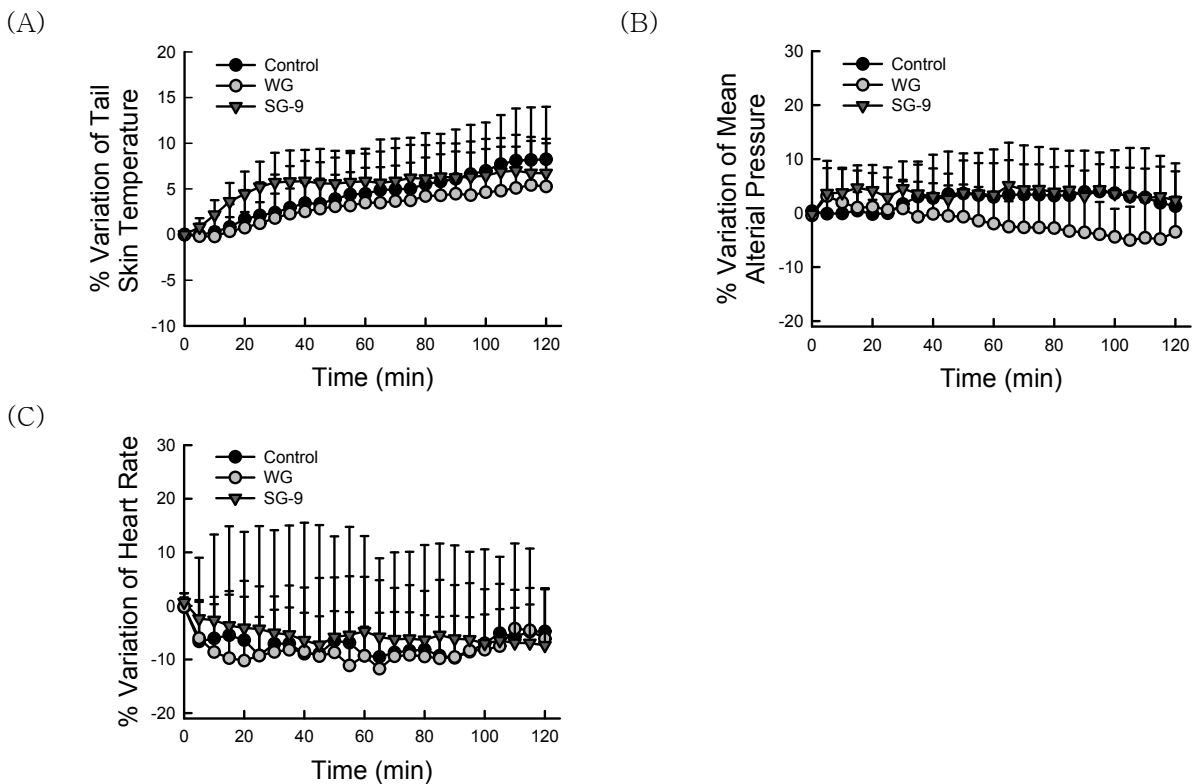 (A)
20
15
10
5
0
-5
-10
% Variation of Tail
Skin Temperature
Control
WG
SG-9
0 20 40 60 80 100 120
Time (min)
(B)
30
20
10
0
-10
-20
% Variation of Mean
Alterial Pressure
Control
WG
SG-9
0 20 40 60 80 100 120
Time (min)
(C)
30
20
10
0
-10
-20
% Variation of Heart Rate
Control
WG
SG-9
0 20 40 60 80 100 120
Time (min)